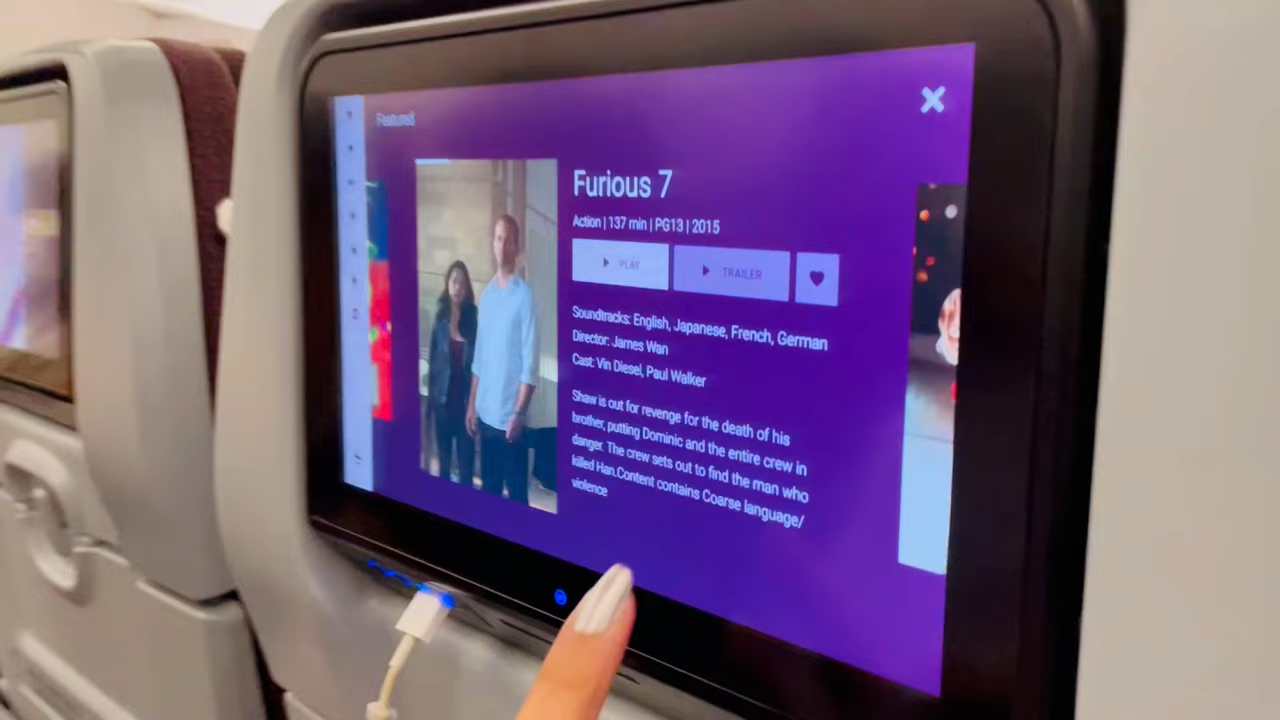 Featured
Furious 7
Action | 137 min | PG13 | 2015
PLAY
TRAILER
Soundtracks: English, Japanese, French, German
Director: James Wan
Cast: Vin Diesel, Paul Walker
Shaw is out for revenge for the death of his
brother, putting Dominic and the entire crew in
danger. The crew sets out to find the man who
killed Han.Content contains Coarse language/
violence